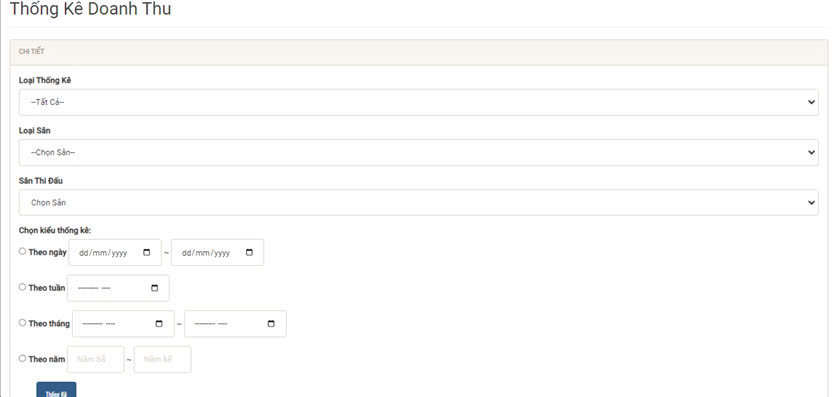 Thống Kê Doanh Thu
CHI TIẾT
Loại Thống Kê
--Tất Cả--
Loại Sân
--Chọn Sân--
Sân Thi Đấu
Chọn Sân
Chọn kiểu thống kê:
Theo ngày dd/mm/yyyy ~ dd/mm/yyyy
Theo tuần --------- ----
Theo tháng --------- ---- ~ --------- ----
Theo năm Năm bắ ~ Năm kế
Thống Kê